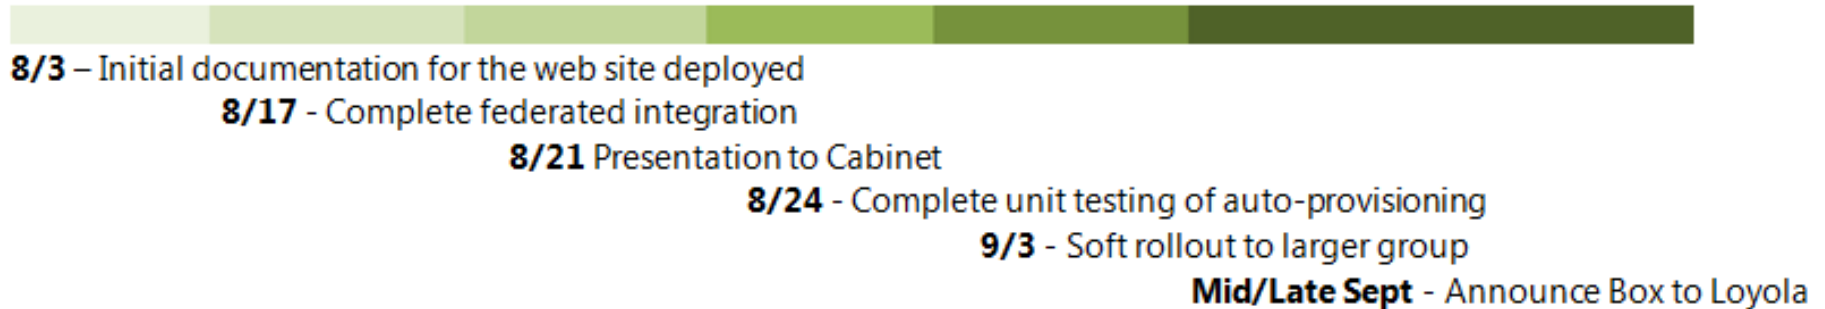 8/3 – Initial documentation for the web site deployed
8/17 - Complete federated integration
8/21 Presentation to Cabinet
8/24 - Complete unit testing of auto-provisioning
9/3 - Soft rollout to larger group
Mid/Late Sept - Announce Box to Loyola